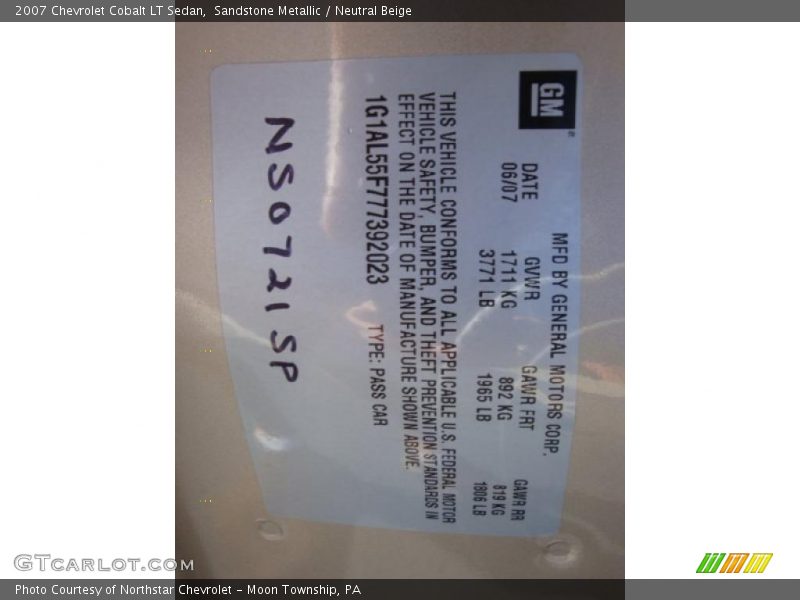 2007 Chevrolet Cobalt LT Sedan,  Sandstone Metallic / Neutral Beige
GM
MFD BY GENERAL MOTORS CORP.
DATE GVWR GAWR FRT GAWR RR
06/07 1711 KG 892 KG 819 KG
3771 LB 1965 LB 1806 LB
THIS VEHICLE CONFORMS TO ALL APPLICABLE U.S. FEDERAL MOTOR
VEHICLE SAFETY, BUMPER, AND THEFT PREVENTION STANDARDS IN
EFFECT ON THE DATE OF MANUFACTURE SHOWN ABOVE.
1G1AL55F777392023 TYPE: PASS CAR
NS0721SP
GTcarlot.com
Photo Courtesy of Northstar Chevrolet – Moon Township, PA